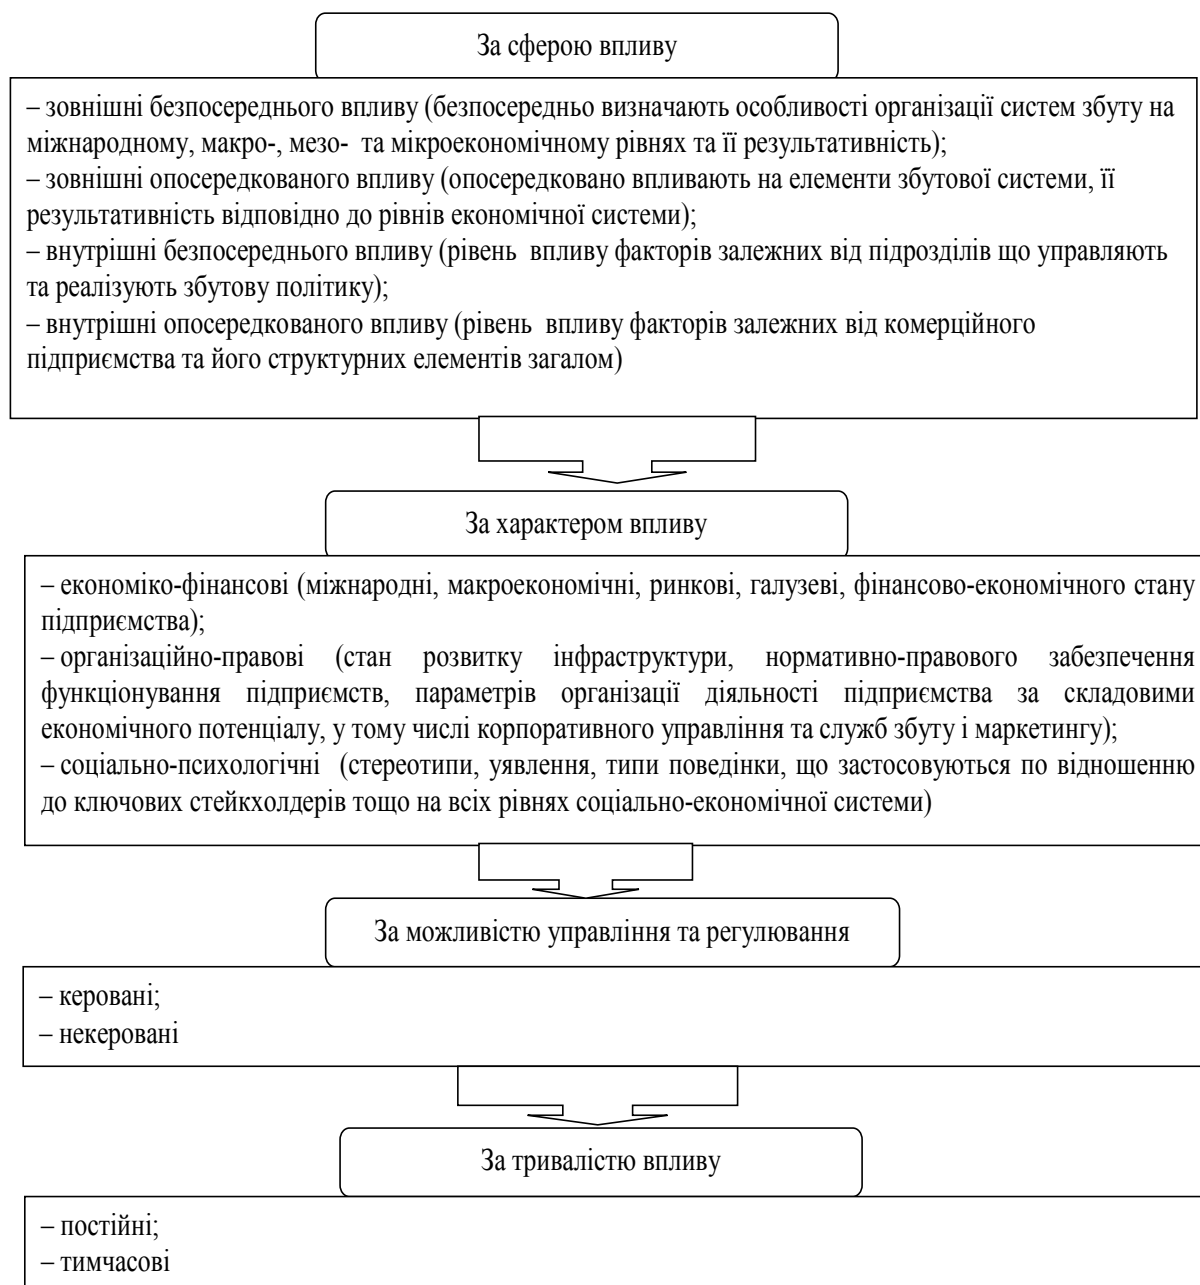 За сферою впливу
– зовнішні безпосереднього впливу (безпосередньо визначають особливості організації систем збуту на
міжнародному, макро-, мезо- та мікроекономічному рівнях та її результативність);
– зовнішні опосередкованого впливу (опосередковано впливають на елементи збутової системи, її
результативність відповідно до рівнів економічної системи);
– внутрішні безпосереднього впливу (рівень впливу факторів залежних від підрозділів що управляють
та реалізують збутову політику);
– внутрішні опосередкованого впливу (рівень впливу факторів залежних від комерційного
підприємства та його структурних елементів загалом)
За характером впливу
– економіко-фінансові (міжнародні, макроекономічні, ринкові, галузеві, фінансово-економічного стану
підприємства);
– організаційно-правові (стан розвитку інфраструктури, нормативно-правового забезпечення
функціонування підприємств, параметрів організації діяльності підприємства за складовими
економічного потенціалу, у тому числі корпоративного управління та служб збуту і маркетингу);
– соціально-психологічні (стереотипи, уявлення, типи поведінки, що застосовуються по відношенню
до ключових стейкхолдерів тощо на всіх рівнях соціально-економічної системи)
За можливістю управління та регулювання
– керовані;
– некеровані
За тривалістю впливу
– постійні;
– тимчасові